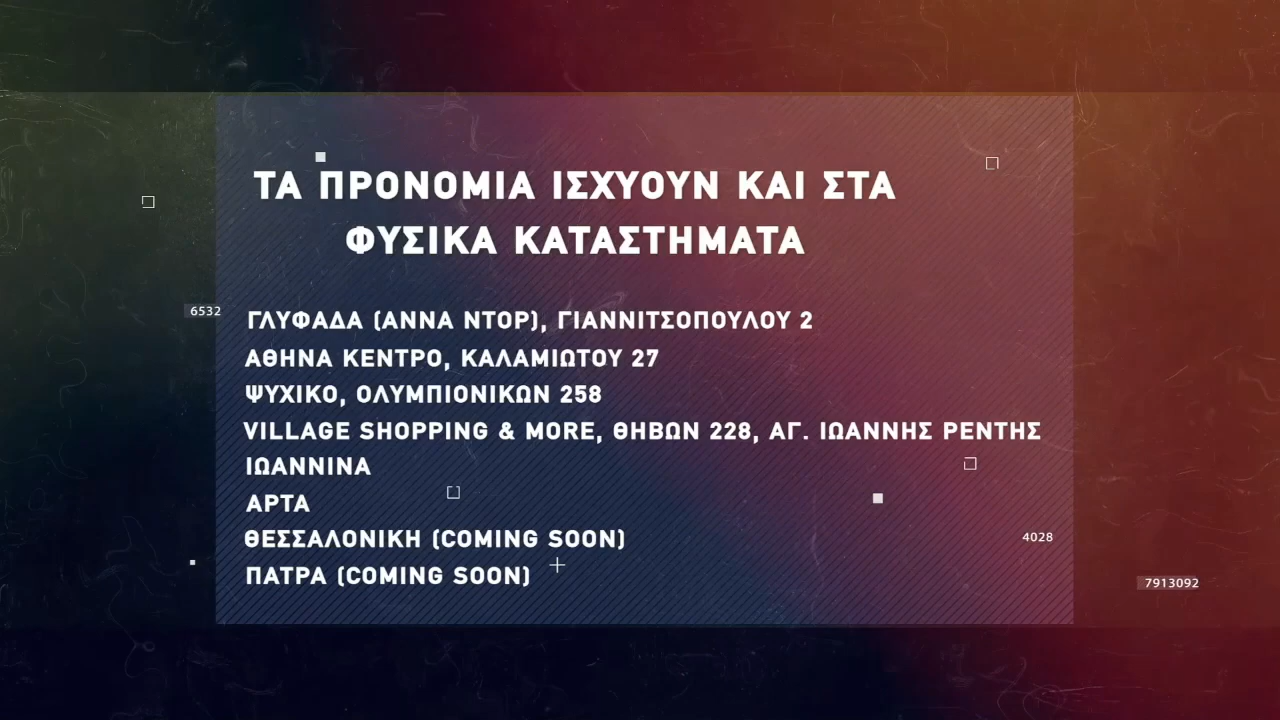 ΤΑ ΠΡΟΝΟΜΙΑ ΙΣΧΥΟΥΝ ΚΑΙ ΣΤΑ
ΦΥΣΙΚΑ ΚΑΤΑΣΤΗΜΑΤΑ
6532
ΓΛΥΦΑΔΑ (ΑΝΝΑ ΝΤΟΡ), ΓΙΑΝΝΙΤΣΟΠΟΥΛΟΥ 2
ΑΘΗΝΑ ΚΕΝΤΡΟ, ΚΑΛΑΜΙΩΤΟΥ 27
ΨΥΧΙΚΟ, ΟΛΥΜΠΙΟΝΙΚΩΝ 258
VILLAGE SHOPPING & MORE, ΘΗΒΩΝ 228, ΑΓ. ΙΩΑΝΝΗΣ ΡΕΝΤΗΣ
ΙΩΑΝΝΙΝΑ
ΑΡΤΑ
ΘΕΣΣΑΛΟΝΙΚΗ (COMING SOON)
4028
ΠΑΤΡΑ (COMING SOON)
7913092